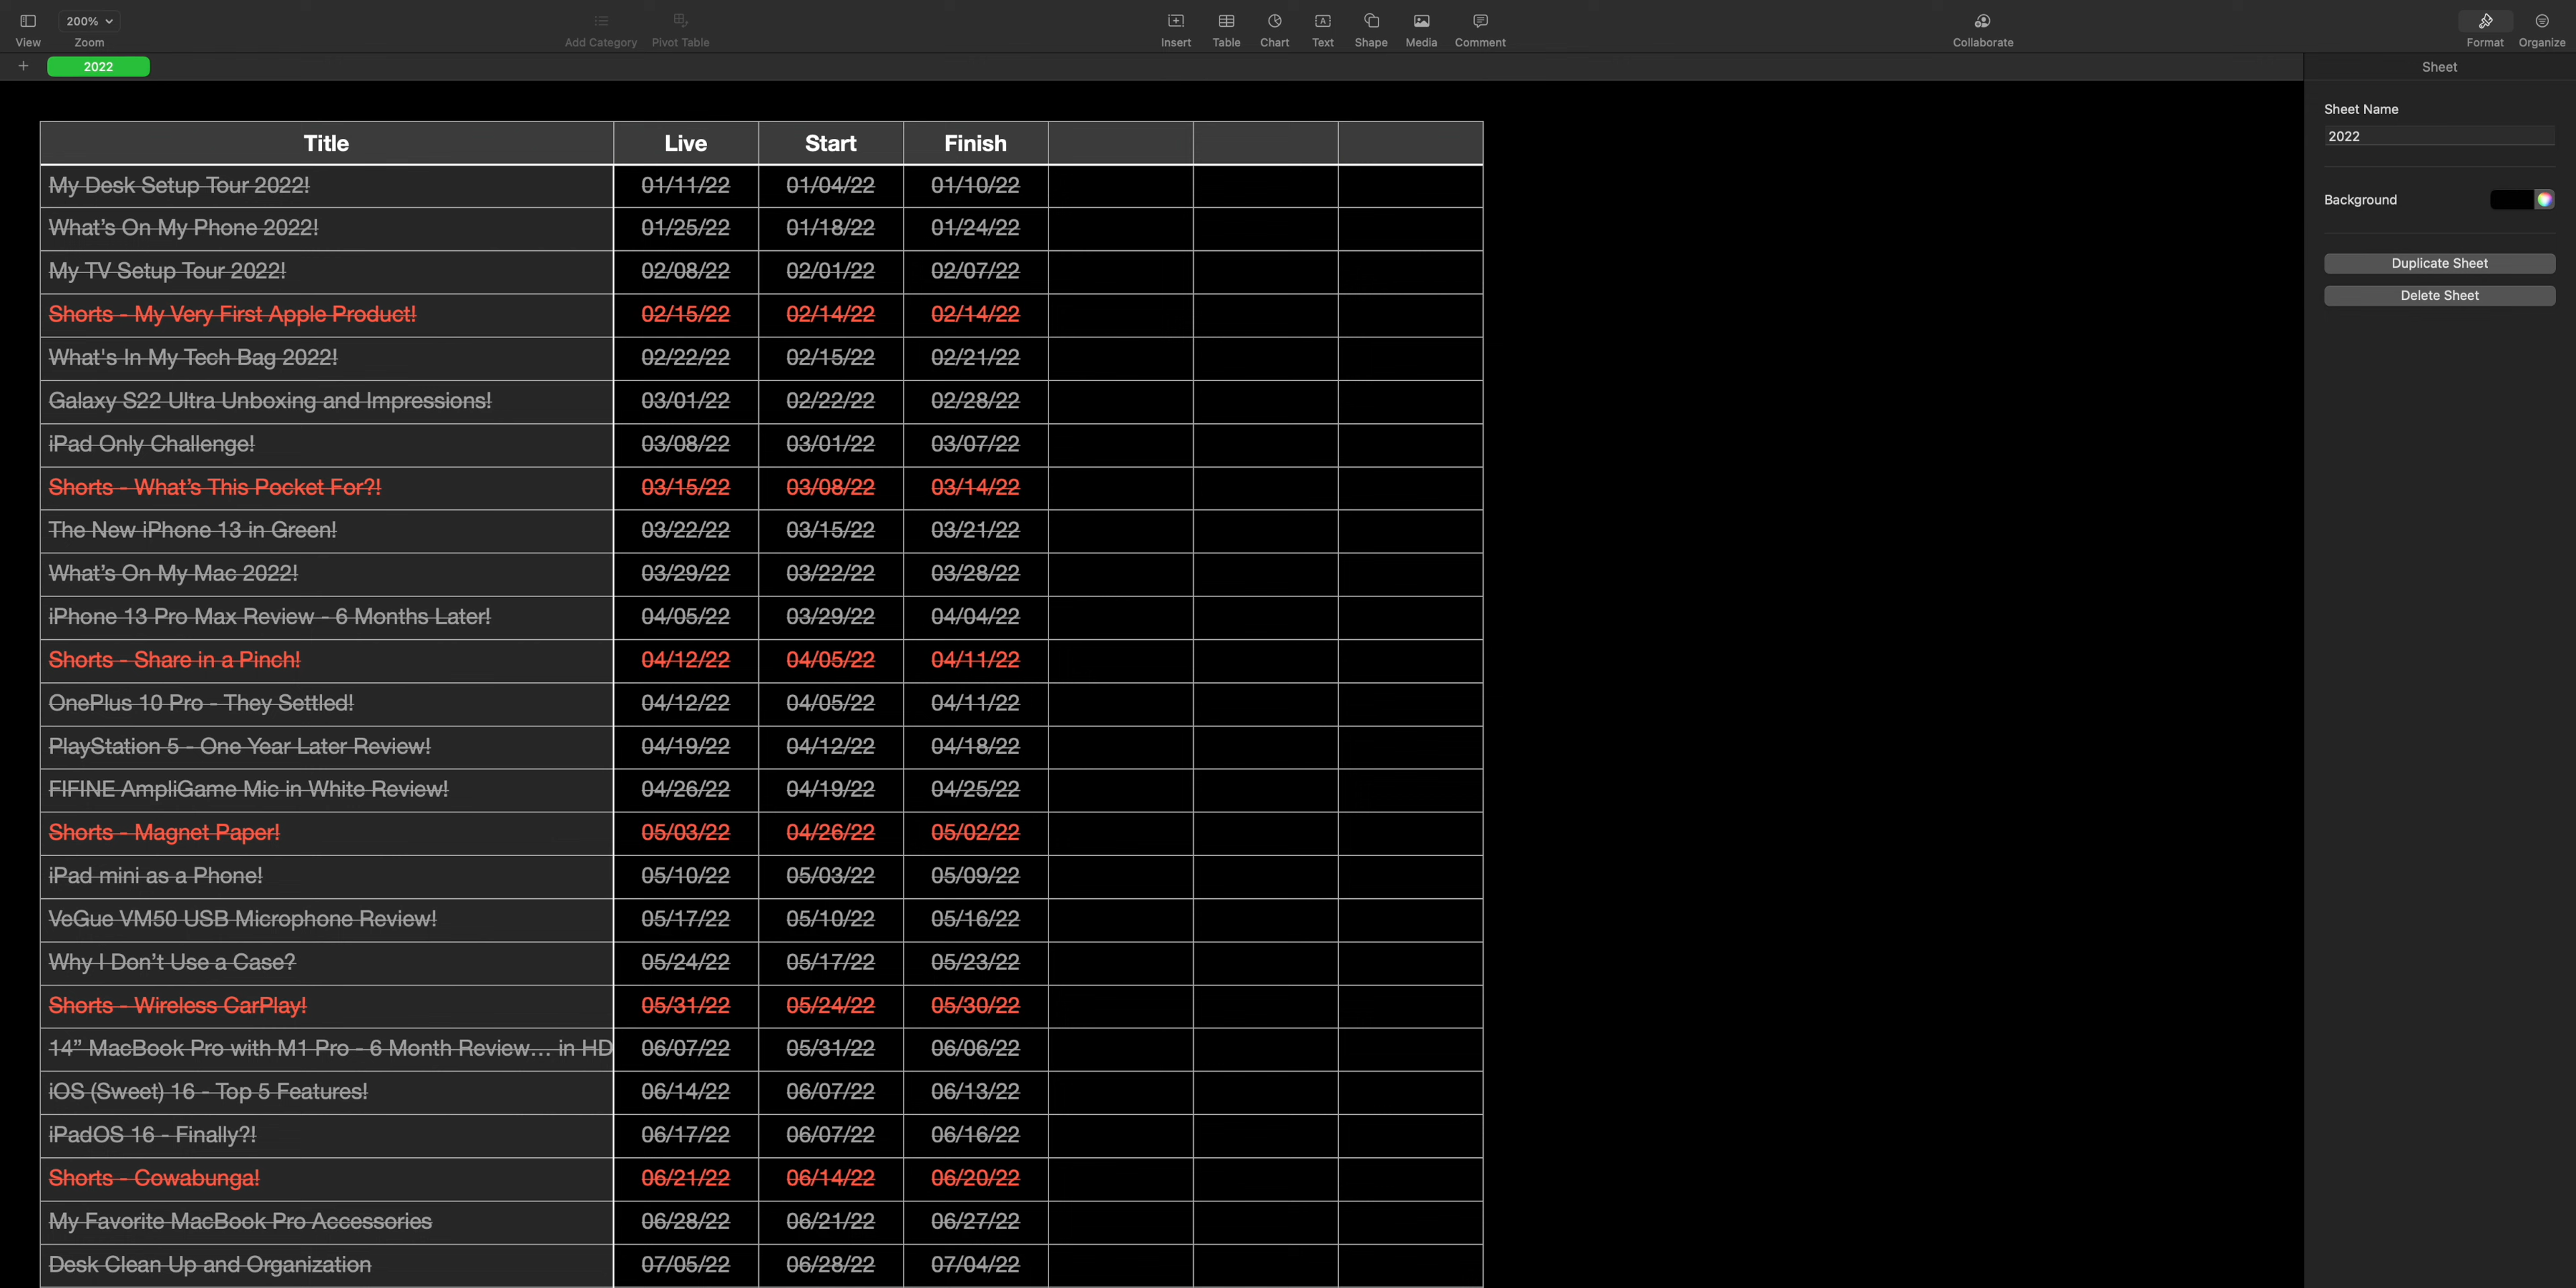 View
200%
Zoom
Add Category
Pivot Table
Insert
Table
Chart
Text
Shape
Media
Comment
Collaborate
Format
Organize
+ 2022
Sheet
Sheet Name
2022
Background
Duplicate Sheet
Delete Sheet
Title Live Start Finish
My Desk Setup Tour 2022! 01/11/22 01/04/22 01/10/22
What’s On My Phone 2022! 01/25/22 01/18/22 01/24/22
My TV Setup Tour 2022! 02/08/22 02/01/22 02/07/22
Shorts - My Very First Apple Product! 02/15/22 02/14/22 02/14/22
What's In My Tech Bag 2022! 02/22/22 02/15/22 02/21/22
Galaxy S22 Ultra Unboxing and Impressions! 03/01/22 02/22/22 02/28/22
iPad Only Challenge! 03/08/22 03/01/22 03/07/22
Shorts - What’s This Pocket For?! 03/15/22 03/08/22 03/14/22
The New iPhone 13 in Green! 03/22/22 03/15/22 03/21/22
What’s On My Mac 2022! 03/29/22 03/22/22 03/28/22
iPhone 13 Pro Max Review - 6 Months Later! 04/05/22 03/29/22 04/04/22
Shorts - Share in a Pinch! 04/12/22 04/05/22 04/11/22
OnePlus 10 Pro - They Settled! 04/12/22 04/05/22 04/11/22
PlayStation 5 - One Year Later Review! 04/19/22 04/12/22 04/18/22
FIFINE AmpliGame Mic in White Review! 04/26/22 04/19/22 04/25/22
Shorts - Magnet Paper! 05/03/22 04/26/22 05/02/22
iPad mini as a Phone! 05/10/22 05/03/22 05/09/22
VeGue VM50 USB Microphone Review! 05/17/22 05/10/22 05/16/22
Why I Don’t Use a Case? 05/24/22 05/17/22 05/23/22
Shorts - Wireless CarPlay! 05/31/22 05/24/22 05/30/22
14” MacBook Pro with M1 Pro - 6 Month Review… in HD 06/07/22 05/31/22 06/06/22
iOS (Sweet) 16 - Top 5 Features! 06/14/22 06/07/22 06/13/22
iPadOS 16 - Finally?! 06/17/22 06/07/22 06/16/22
Shorts - Cowabunga! 06/21/22 06/14/22 06/20/22
My Favorite MacBook Pro Accessories 06/28/22 06/21/22 06/27/22
Desk Clean Up and Organization 07/05/22 06/28/22 07/04/22